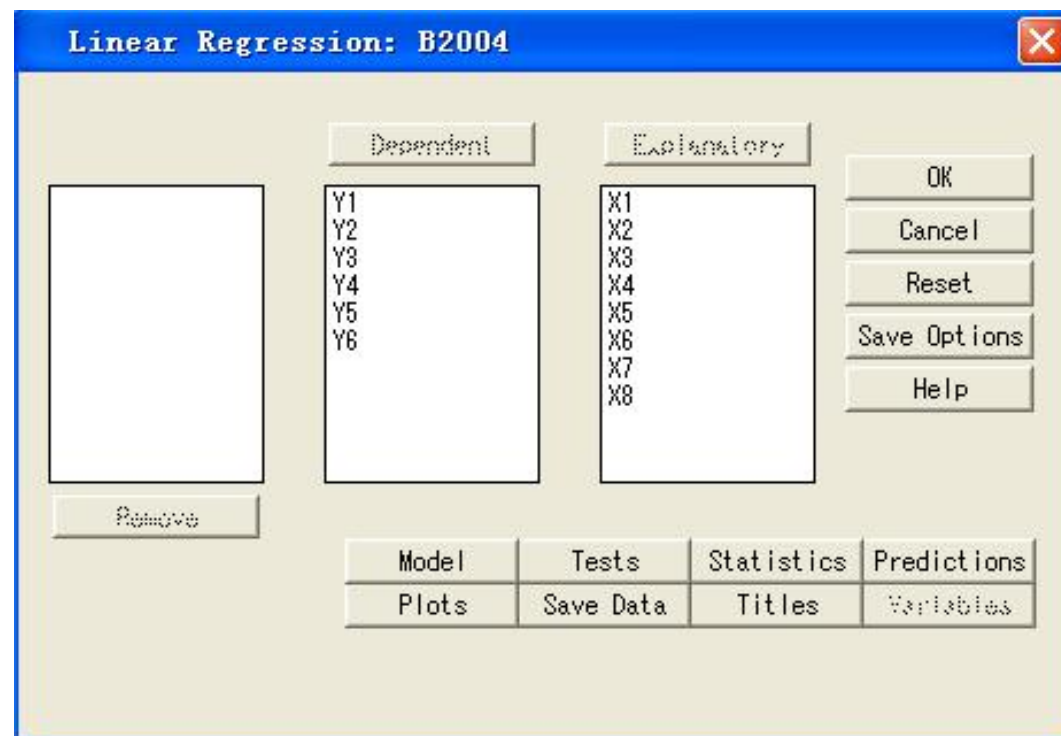 Linear Regression: B2004
Dependent
Explanatory
Y1
Y2
Y3
Y4
Y5
Y6
X1
X2
X3
X4
X5
X6
X7
X8
OK
Cancel
Reset
Save Options
Help
Remove
Model
Tests
Statistics
Predictions
Plots
Save Data
Titles
Variables